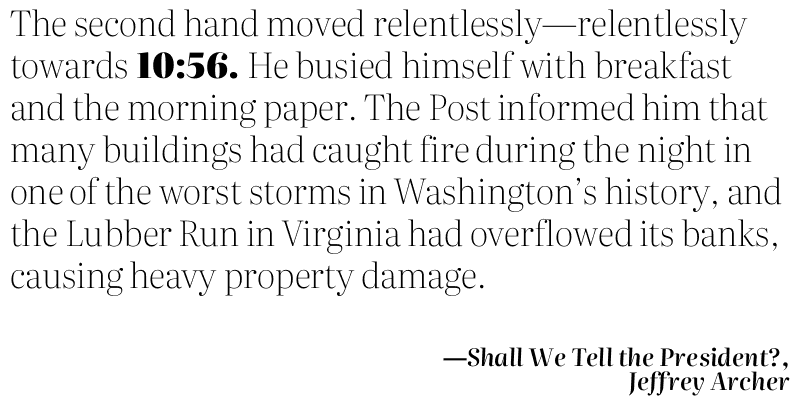 The second hand moved relentlessly—relentlessly
towards 10:56. He busied himself with breakfast
and the morning paper. The Post informed him that
many buildings had caught fire during the night in
one of the worst storms in Washington’s history, and
the Lubber Run in Virginia had overflowed its banks,
causing heavy property damage.
—Shall We Tell the President?,
Jeffrey Archer